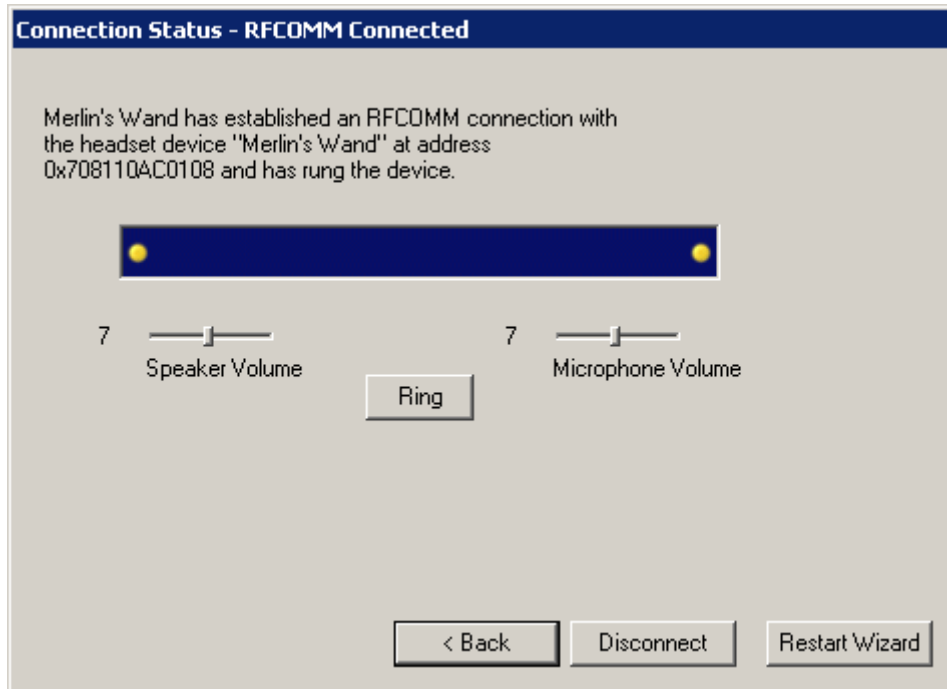 Connection Status - RFCOMM Connected
Merlin's Wand has established an RFCOMM connection with
the headset device "Merlin's Wand" at address
0x708110AC0108 and has rung the device.
7 7
Speaker Volume Microphone Volume
Ring
< Back Disconnect Restart Wizard